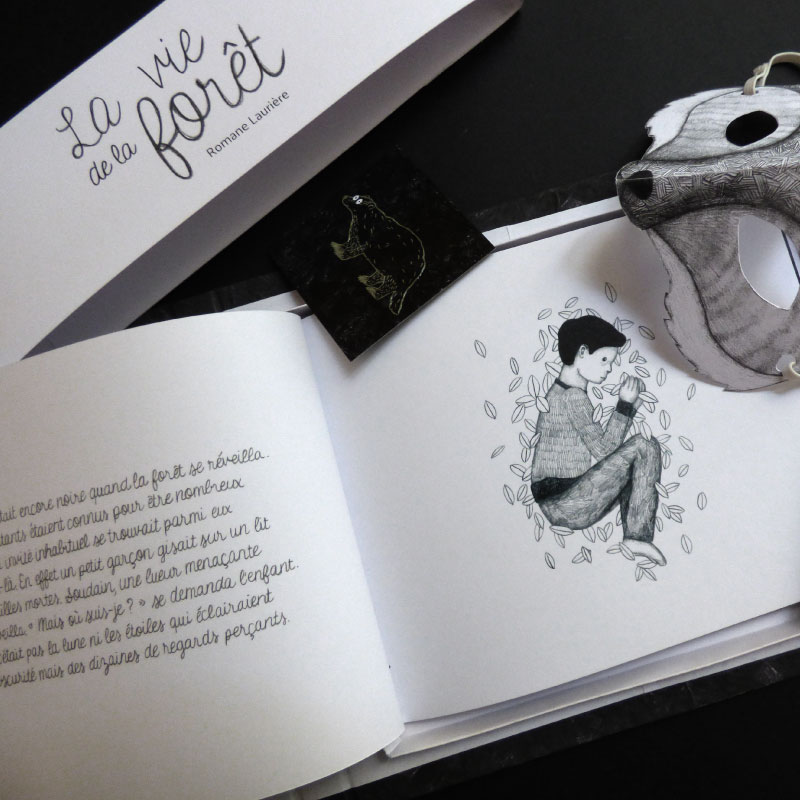 La vie
de la forêt
Romane Laurière
tait encore noire quand la forêt se réveilla.
tants étaient connus pour être nombreux
invité inhabituel se trouvait parmi eux
-là. En effet un petit garçon gisait sur un lit
illes mortes. Soudain, une lueur menaçante
veilla. " Mais où suis-je ? " se demanda l'enfant.
'était pas la lune ni les étoiles qui éclairaient
scurité mais des dizaines de regards perçants.